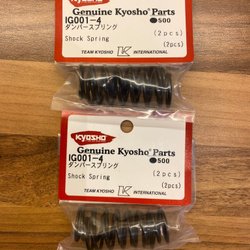 KYOSHO
Genuine Kyosho Parts
IG001-4 500
ダンパースプリング (2pcs)
Shock Spring (2pcs)
TEAM KYOSHO K INTERNATIONAL
KYOSHO
Genuine Kyosho Parts
IG001-4 500
ダンパースプリング
Shock Spring (2pcs)
(2pcs)
TEAM KYOSHO K INTERNATIONAL